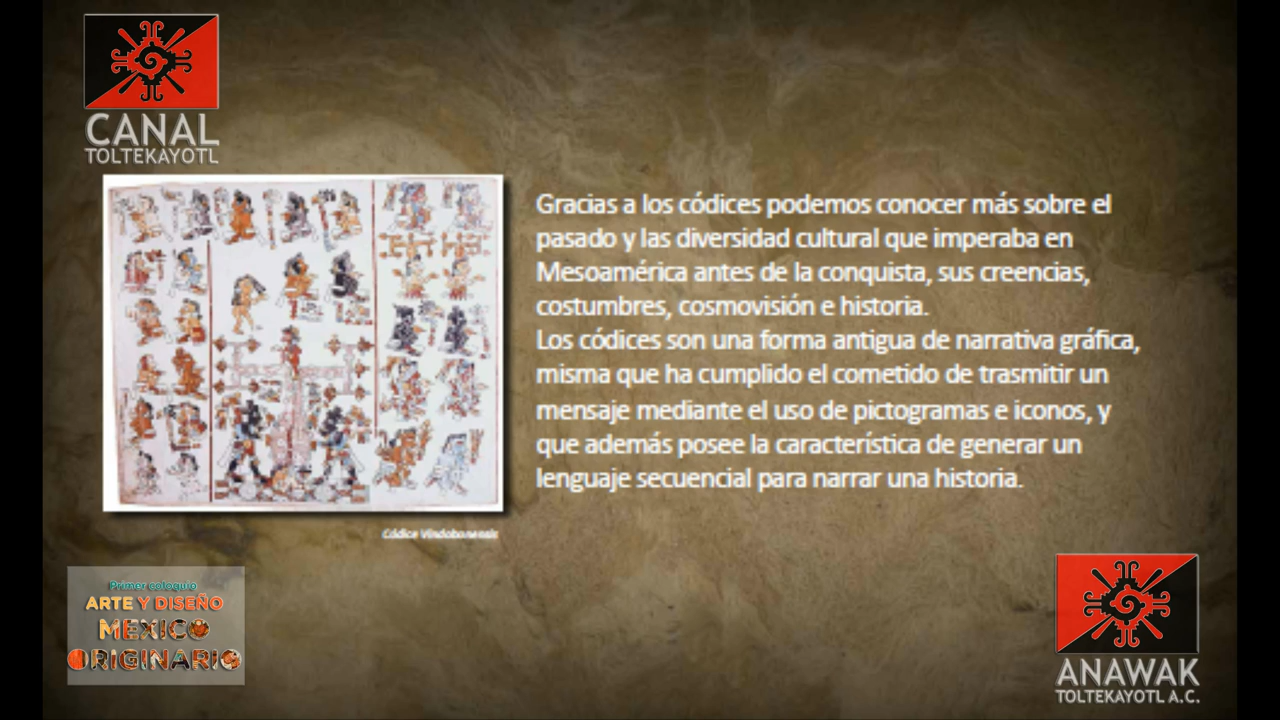 CANAL
TOLTEKAYOTL
Gracias a los códices podemos conocer más sobre el
pasado y las diversidad cultural que imperaba en
Mesoamérica antes de la conquista, sus creencias,
costumbres, cosmovisión e historia.
Los códices son una forma antigua de narrativa gráfica,
misma que ha cumplido el cometido de trasmitir un
mensaje mediante el uso de pictogramas e iconos, y
que además posee la característica de generar un
lenguaje secuencial para narrar una historia.
Códice Vindobonensis
Primer coloquio
ARTE Y DISEÑO
MEXICO
ORIGINARIO
ANAWAK
TOLTEKAYOTL A.C.